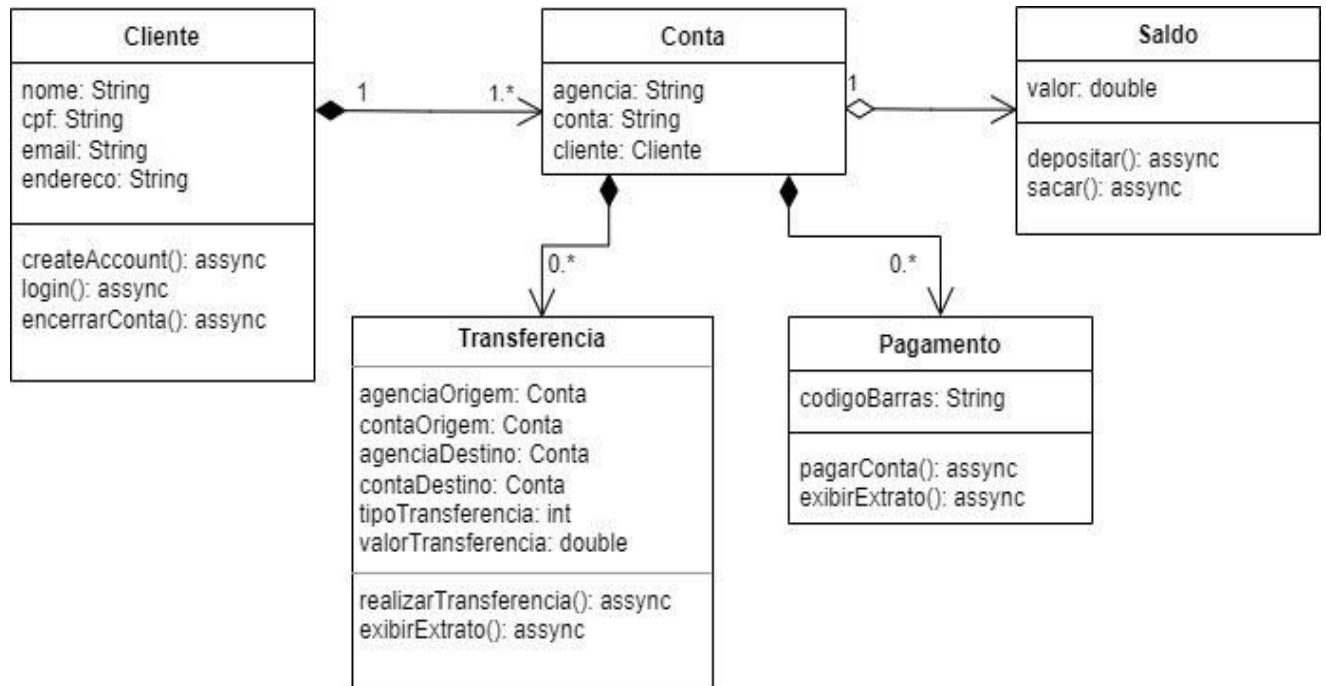 Cliente
nome: String
cpf: String
email: String
endereco: String
createAccount(): assync
login(): assync
encerrarConta(): assync
1
1.*
Conta
agencia: String
conta: String
cliente: Cliente
1
Saldo
valor: double
depositar(): assync
sacar(): assync
0.*
0.*
Transferencia
agenciaOrigem: Conta
contaOrigem: Conta
agenciaDestino: Conta
contaDestino: Conta
tipoTransferencia: int
valorTransferencia: double
realizarTransferencia(): assync
exibirExtrato(): assync
Pagamento
codigoBarras: String
pagarConta(): assync
exibirExtrato(): assync